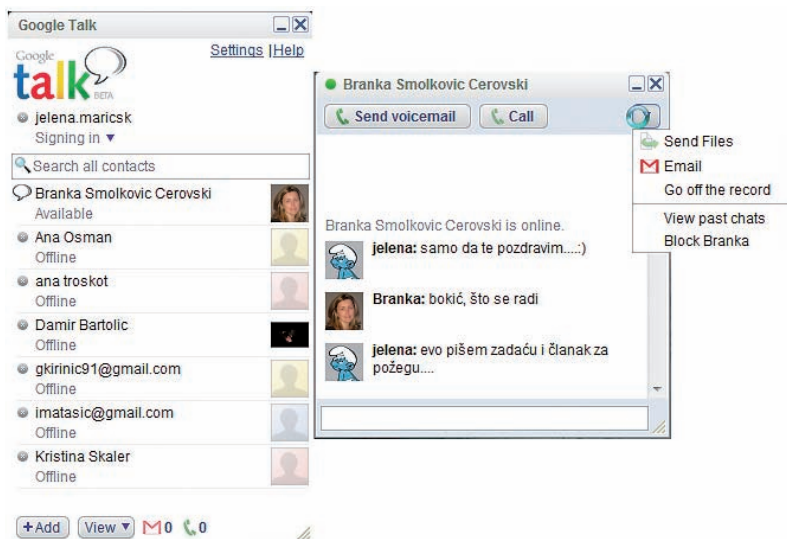 Google Talk
Settings | Help
Google
talk
BETA
jelena.maricsk
Signing in
Search all contacts
Branka Smolkovic Cerovski
Available
Ana Osman
Offline
ana troskot
Offline
Damir Bartolic
Offline
gkirinic91@gmail.com
Offline
imatasic@gmail.com
Offline
Kristina Skaler
Offline
+Add View 0 0
Branka Smolkovic Cerovski
Send voicemail Call
Send Files
Email
Go off the record
View past chats
Block Branka
Branka Smolkovic Cerovski is online.
jelena: samo da te pozdravim....:)
Branka: bokić, što se radi
jelena: evo pišem zadaću i članak za
požegu....